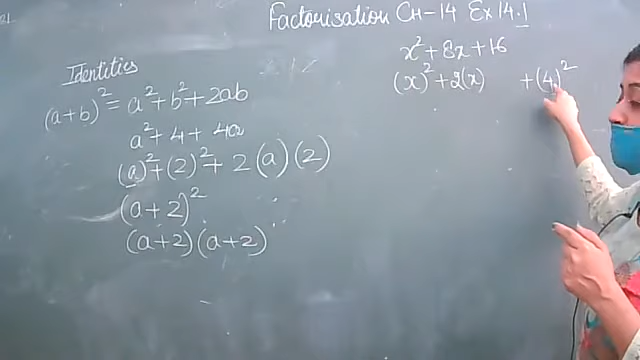 Factorisation CH-14 Ex 14.1
Identities
(a+b)² = a² + b² + 2ab
a² + 4 + 4a
(a)² + (2)² + 2(a)(2)
(a+2)²
(a+2)(a+2)
x² + 8x + 16
(x)² + 2(x) + (4)²